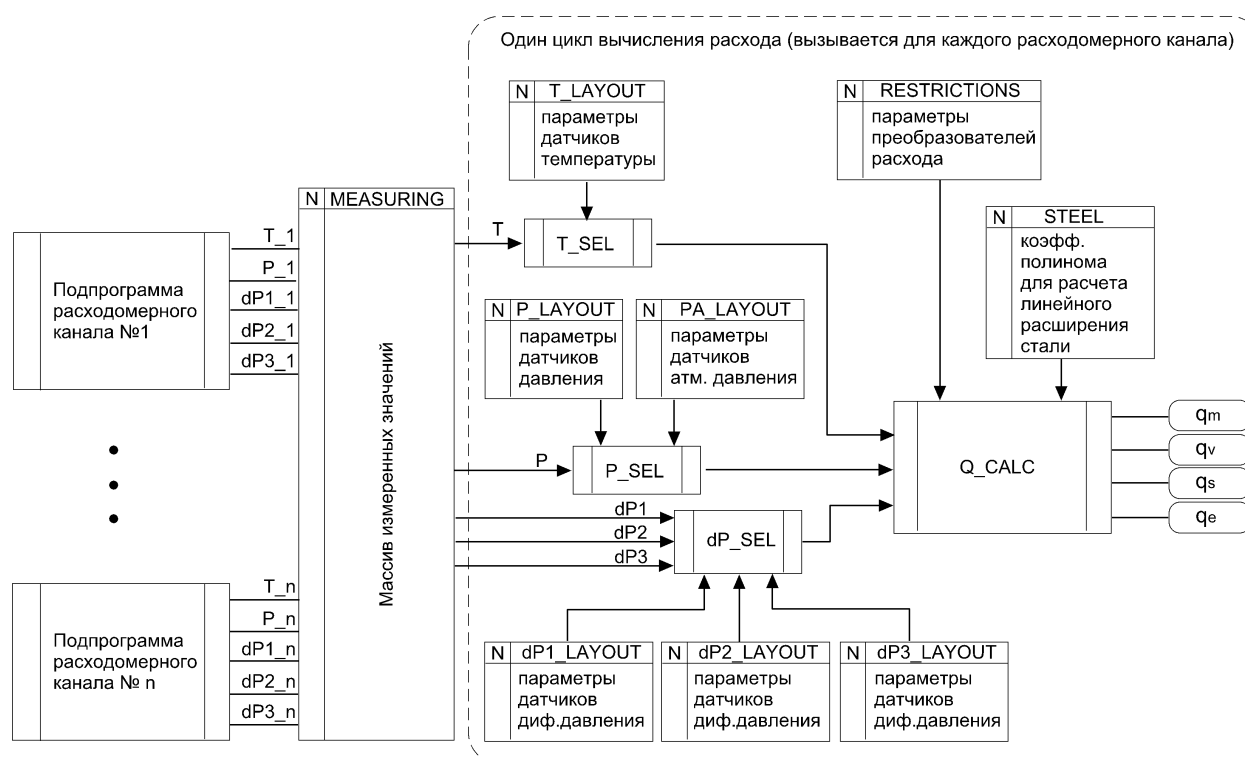 Один цикл вычисления расхода (вызывается для каждого расходомерного канала)
N T_LAYOUT
параметры
датчиков
температуры
N RESTRICTIONS
параметры
преобразователей
расхода
N MEASURING
Массив измеренных значений
N STEEL
коэфф.
полинома
для расчета
линейного
расширения
стали
Подпрограмма
расходомерного
канала №1
T_1
P_1
dP1_1
dP2_1
dP3_1
T
T_SEL
N P_LAYOUT
параметры
датчиков
давления
N PA_LAYOUT
параметры
датчиков
атм. давления
P
P_SEL
Q_CALC
qm
qv
qs
qe
dP1
dP2
dP3
dP_SEL
Подпрограмма
расходомерного
канала № n
T_n
P_n
dP1_n
dP2_n
dP3_n
N dP1_LAYOUT
параметры
датчиков
диф.давления
N dP2_LAYOUT
параметры
датчиков
диф.давления
N dP3_LAYOUT
параметры
датчиков
диф.давления